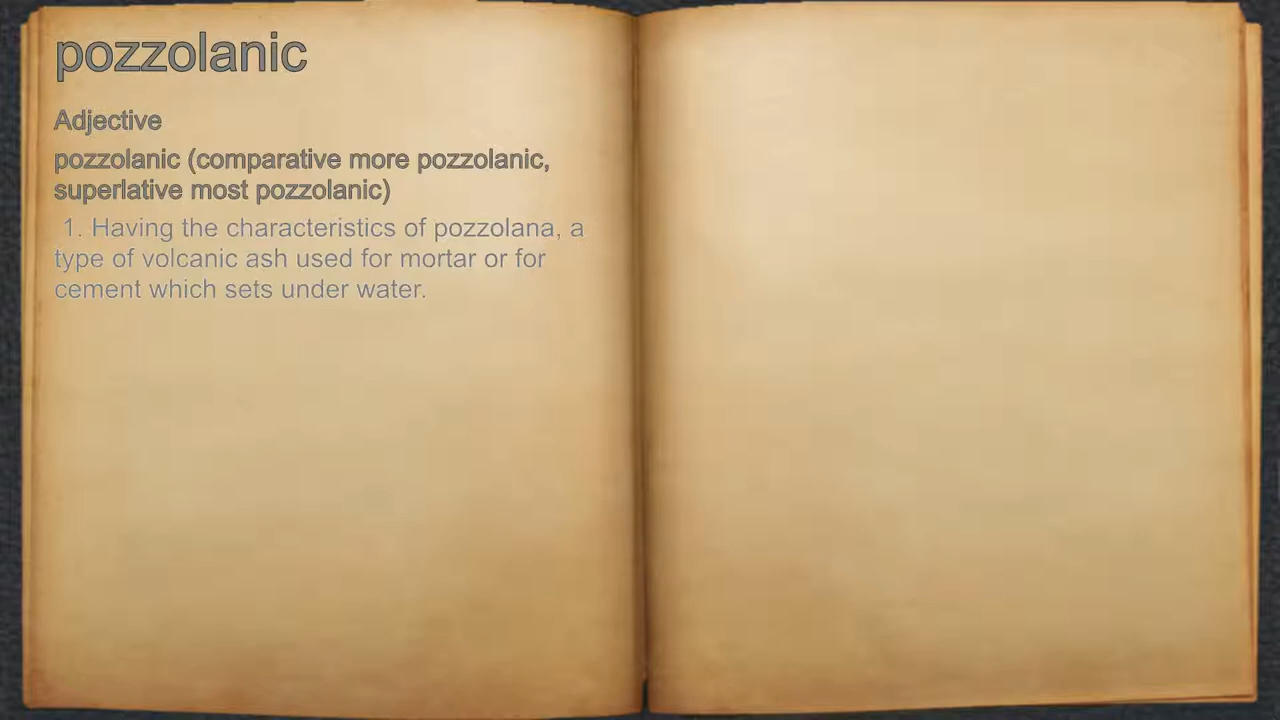 pozzolanic
Adjective
pozzolanic (comparative more pozzolanic,
superlative most pozzolanic)
1. Having the characteristics of pozzolana, a
type of volcanic ash used for mortar or for
cement which sets under water.